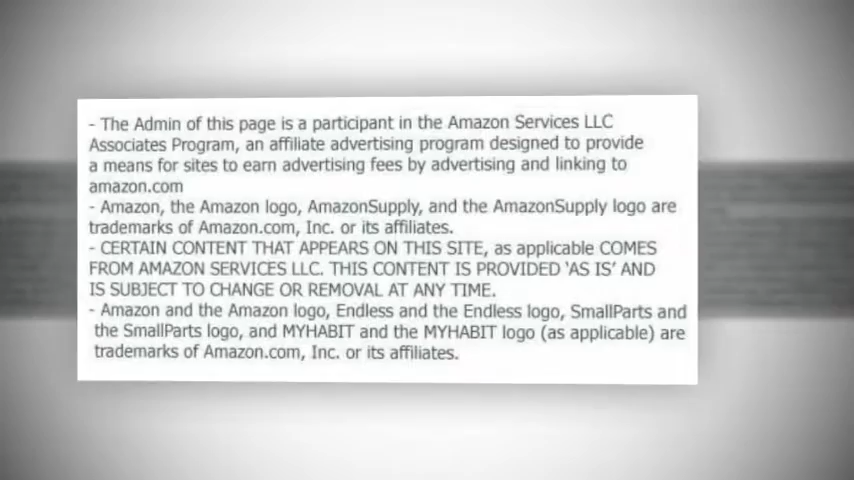 - The Admin of this page is a participant in the Amazon Services LLC
Associates Program, an affiliate advertising program designed to provide
a means for sites to earn advertising fees by advertising and linking to
amazon.com
- Amazon, the Amazon logo, AmazonSupply, and the AmazonSupply logo are
trademarks of Amazon.com, Inc. or its affiliates.
- CERTAIN CONTENT THAT APPEARS ON THIS SITE, as applicable COMES
FROM AMAZON SERVICES LLC. THIS CONTENT IS PROVIDED ‘AS IS’ AND
IS SUBJECT TO CHANGE OR REMOVAL AT ANY TIME.
- Amazon and the Amazon logo, Endless and the Endless logo, SmallParts and
the SmallParts logo, and MYHABIT and the MYHABIT logo (as applicable) are
trademarks of Amazon.com, Inc. or its affiliates.